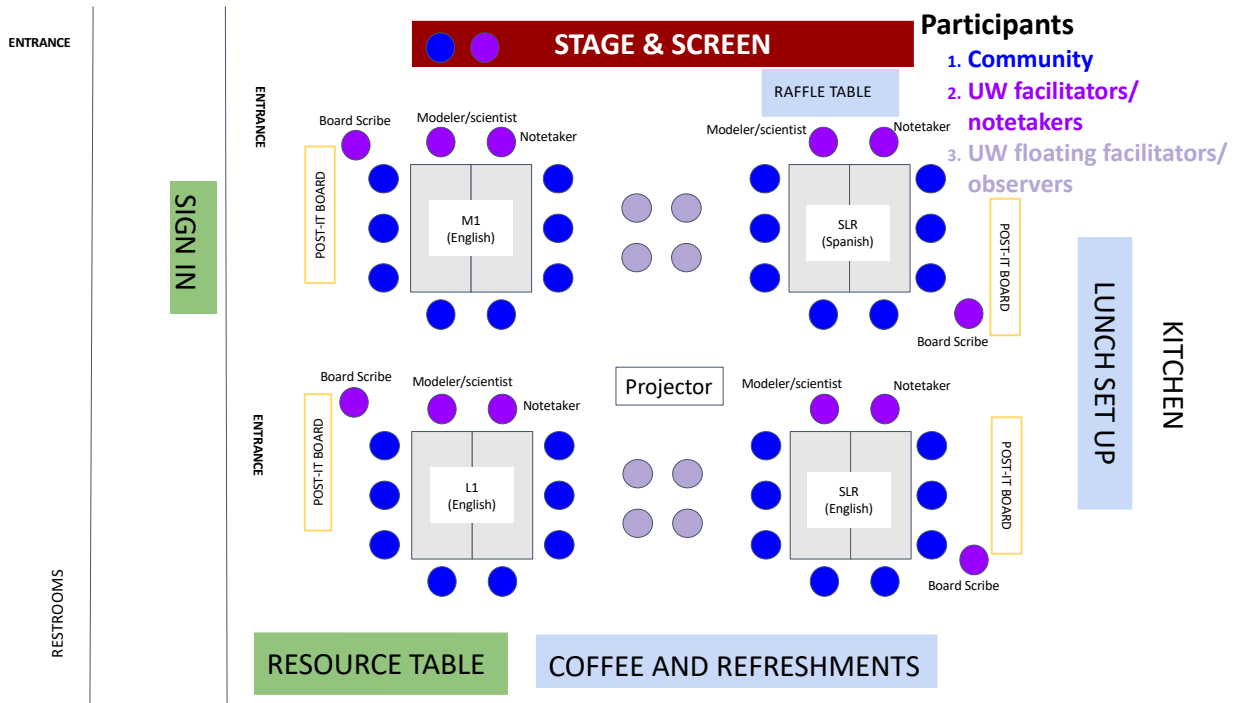 ENTRANCE
STAGE & SCREEN
Participants
1. Community
2. UW facilitators/
notetakers
3. UW floating facilitators/
observers
RAFFLE TABLE
ENTRANCE
Board Scribe
Modeler/scientist
Notetaker
Modeler/scientist
Notetaker
POST-IT BOARD
SIGN IN
M1
(English)
SLR
(Spanish)
POST-IT BOARD
Board Scribe
LUNCH SET UP
KITCHEN
Board Scribe
Modeler/scientist
Notetaker
Projector
Modeler/scientist
Notetaker
ENTRANCE
POST-IT BOARD
L1
(English)
SLR
(English)
POST-IT BOARD
Board Scribe
RESTROOMS
RESOURCE TABLE
COFFEE AND REFRESHMENTS